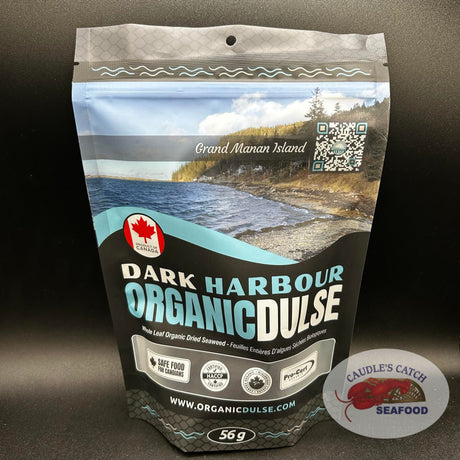 Grand Manan Island
PRODUCT OF
CANADA
DARK HARBOUR
ORGANICDULSE
Whole Leaf Organic Dried Seaweed - Feuilles Entières D'algues Séchées Biologiques
SAFE FOOD
FOR CANADIANS
HACCP
Pro-Cert
WWW.ORGANICDULSE.COM
56 g
CAUDLE'S CATCH
SEAFOOD